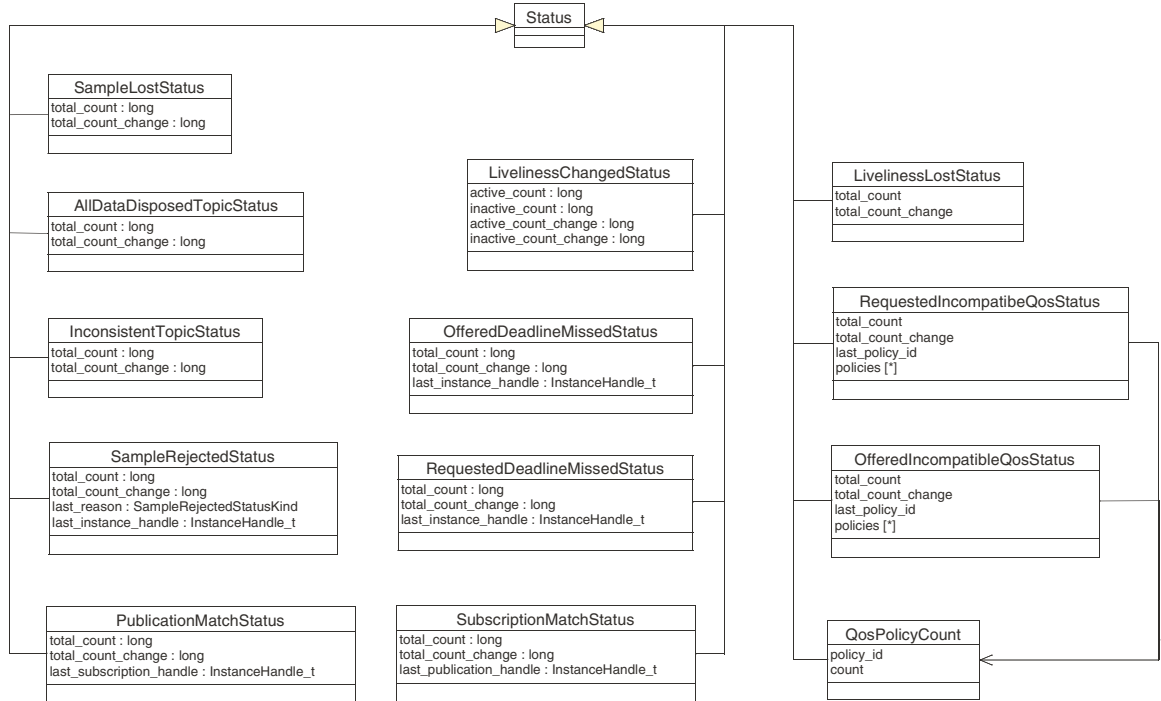 Status
SampleLostStatus
total_count : long
total_count_change : long
AllDataDisposedTopicStatus
total_count : long
total_count_change : long
InconsistentTopicStatus
total_count : long
total_count_change : long
SampleRejectedStatus
total_count : long
total_count_change : long
last_reason : SampleRejectedStatusKind
last_instance_handle : InstanceHandle_t
PublicationMatchStatus
total_count : long
total_count_change : long
last_subscription_handle : InstanceHandle_t
LivelinessChangedStatus
active_count : long
inactive_count : long
active_count_change : long
inactive_count_change : long
OfferedDeadlineMissedStatus
total_count : long
total_count_change : long
last_instance_handle : InstanceHandle_t
RequestedDeadlineMissedStatus
total_count : long
total_count_change : long
last_instance_handle : InstanceHandle_t
SubscriptionMatchStatus
total_count : long
total_count_change : long
last_publication_handle : InstanceHandle_t
LivelinessLostStatus
total_count
total_count_change
RequestedIncompatibeQosStatus
total_count
total_count_change
last_policy_id
policies [*]
OfferedIncompatibleQosStatus
total_count
total_count_change
last_policy_id
policies [*]
QosPolicyCount
policy_id
count